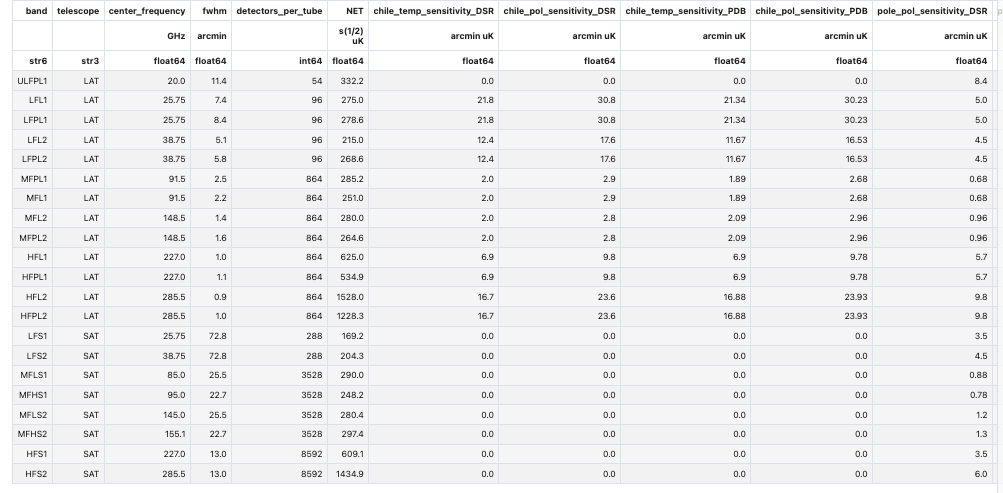 band telescope center_frequency fwhm detectors_per_tube NET chile_temp_sensitivity_DSR chile_pol_sensitivity_DSR chile_temp_sensitivity_PDB chile_pol_sensitivity_PDB pole_pol_sensitivity_DSR
GHz arcmin s(1/2) uK arcmin uK arcmin uK arcmin uK arcmin uK arcmin uK
str6 str3 float64 float64 int64 float64 float64 float64 float64 float64 float64
ULFPL1 LAT 20.0 11.4 54 332.2 0.0 0.0 0.0 0.0 8.4
LFL1 LAT 25.75 7.4 96 275.0 21.8 30.8 21.34 30.23 5.0
LFPL1 LAT 25.75 8.4 96 278.6 21.8 30.8 21.34 30.23 5.0
LFL2 LAT 38.75 5.1 96 215.0 12.4 17.6 11.67 16.53 4.5
LFPL2 LAT 38.75 5.8 96 268.6 12.4 17.6 11.67 16.53 4.5
MFPL1 LAT 91.5 2.5 864 285.2 2.0 2.9 1.89 2.68 0.68
MFL1 LAT 91.5 2.2 864 251.0 2.0 2.9 1.89 2.68 0.68
MFL2 LAT 148.5 1.4 864 280.0 2.0 2.8 2.09 2.96 0.96
MFPL2 LAT 148.5 1.6 864 264.6 2.0 2.8 2.09 2.96 0.96
HFL1 LAT 227.0 1.0 864 625.0 6.9 9.8 6.9 9.78 5.7
HFPL1 LAT 227.0 1.1 864 534.9 6.9 9.8 6.9 9.78 5.7
HFL2 LAT 285.5 0.9 864 1528.0 16.7 23.6 16.88 23.93 9.8
HFPL2 LAT 285.5 1.0 864 1228.3 16.7 23.6 16.88 23.93 9.8
LFS1 SAT 25.75 72.8 288 169.2 0.0 0.0 0.0 0.0 3.5
LFS2 SAT 38.75 72.8 288 204.3 0.0 0.0 0.0 0.0 4.5
MFLS1 SAT 85.0 25.5 3528 290.0 0.0 0.0 0.0 0.0 0.88
MFHS1 SAT 95.0 22.7 3528 248.2 0.0 0.0 0.0 0.0 0.78
MFLS2 SAT 145.0 25.5 3528 280.4 0.0 0.0 0.0 0.0 1.2
MFHS2 SAT 155.1 22.7 3528 297.4 0.0 0.0 0.0 0.0 1.3
HFS1 SAT 227.0 13.0 8592 609.1 0.0 0.0 0.0 0.0 3.5
HFS2 SAT 285.5 13.0 8592 1434.9 0.0 0.0 0.0 0.0 6.0